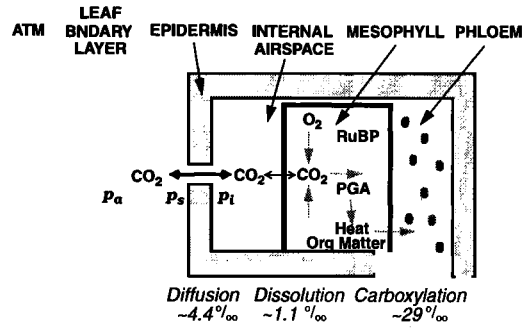 ATM LEAF BNDARY LAYER EPIDERMIS INTERNAL AIRSPACE MESOPHYLL PHLOEM
O₂
RuBP
CO₂ CO₂ CO₂
pₐ pₛ pᵢ
PGA
Heat
Org Matter
Diffusion Dissolution Carboxylation
~4.4‰ ~1.1 ‰ ~29‰